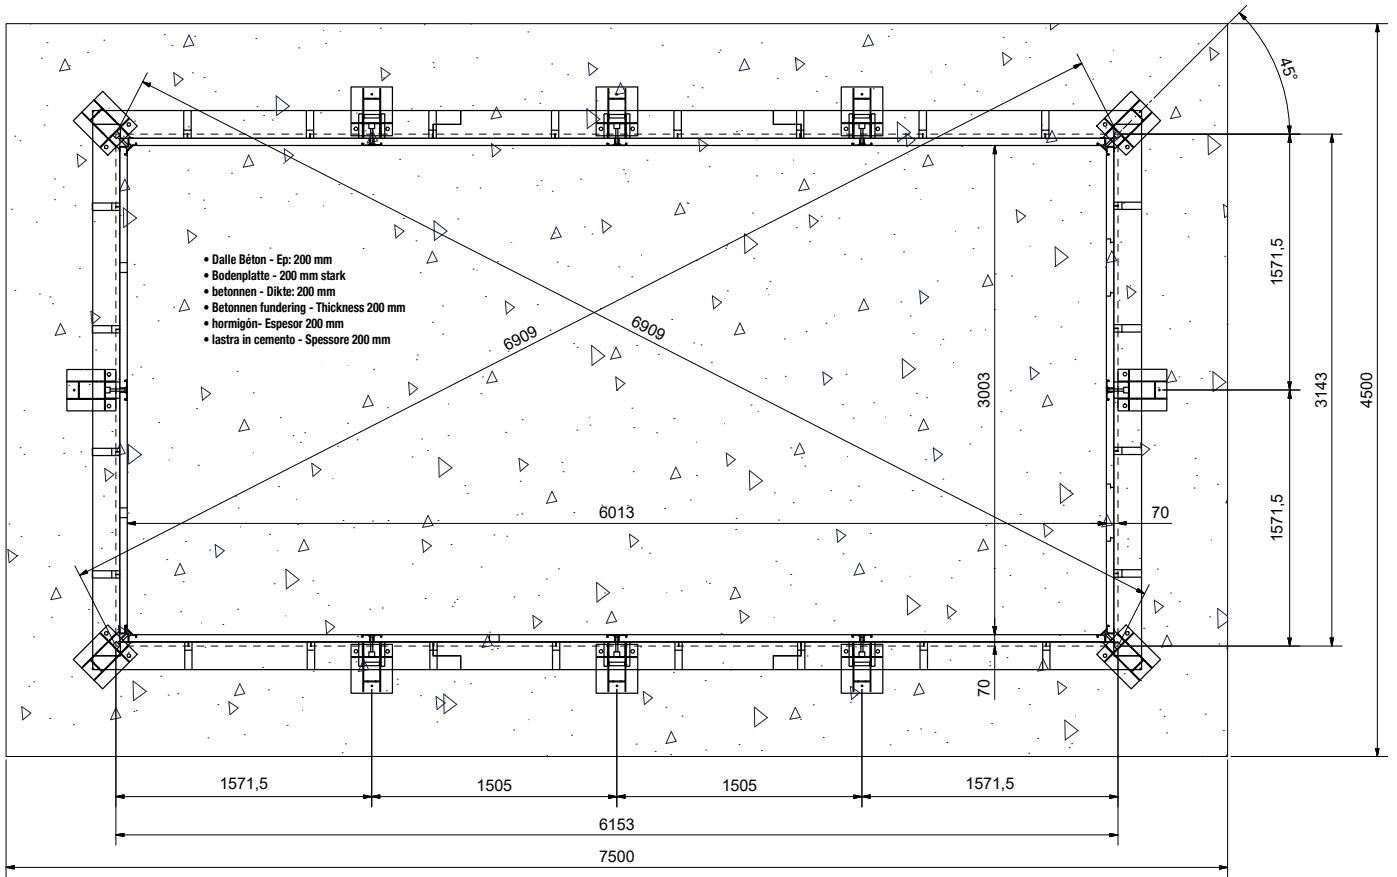 45°
• Dalle Béton - Ep: 200 mm
• Bodenplatte - 200 mm stark
• betonnen - Dikte: 200 mm
• Betonnen fundering - Thickness 200 mm
• hormigón- Espesor 200 mm
• lastra in cemento - Spessore 200 mm
6909
6909
3003
1571,5
3143
4500
6013
70
1571,5
70
1571,5
1505
1505
1571,5
6153
7500